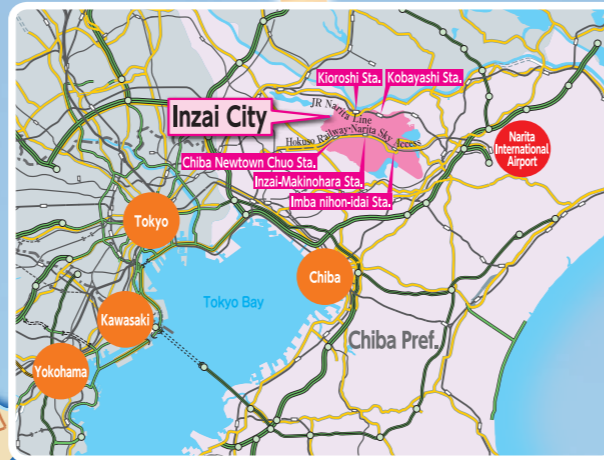 Kioroshi Sta.
Kobayashi Sta.
JR Narita Line
Inzai City
Hokuso Railway-Narita Sky Access
Narita
International
Airport
Chiba Newtown Chuo Sta.
Inzai-Makinohara Sta.
Imba nihon-idai Sta.
Tokyo
Chiba
Tokyo Bay
Kawasaki
Chiba Pref.
Yokohama